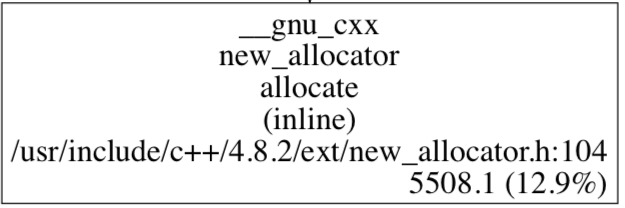 __gnu_cxx
new_allocator
allocate
(inline)
/usr/include/c++/4.8.2/ext/new_allocator.h:104
5508.1 (12.9%)